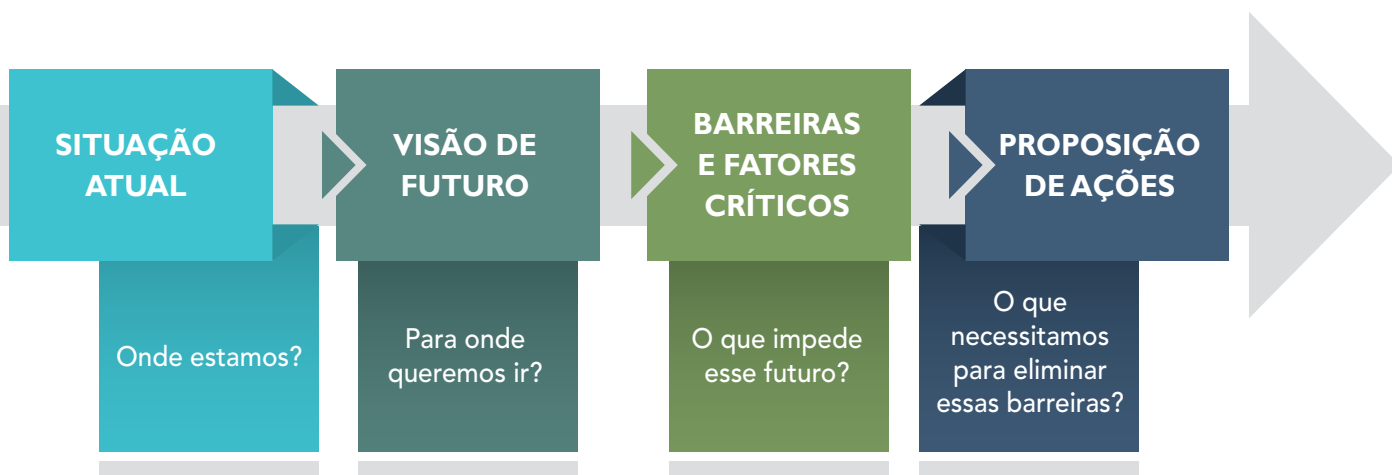 SITUAÇÃO
ATUAL
Onde estamos?
VISÃO DE
FUTURO
Para onde
queremos ir?
BARREIRAS
E FATORES
CRÍTICOS
O que impede
esse futuro?
PROPOSIÇÃO
DE AÇÕES
O que
necessitamos
para eliminar
essas barreiras?